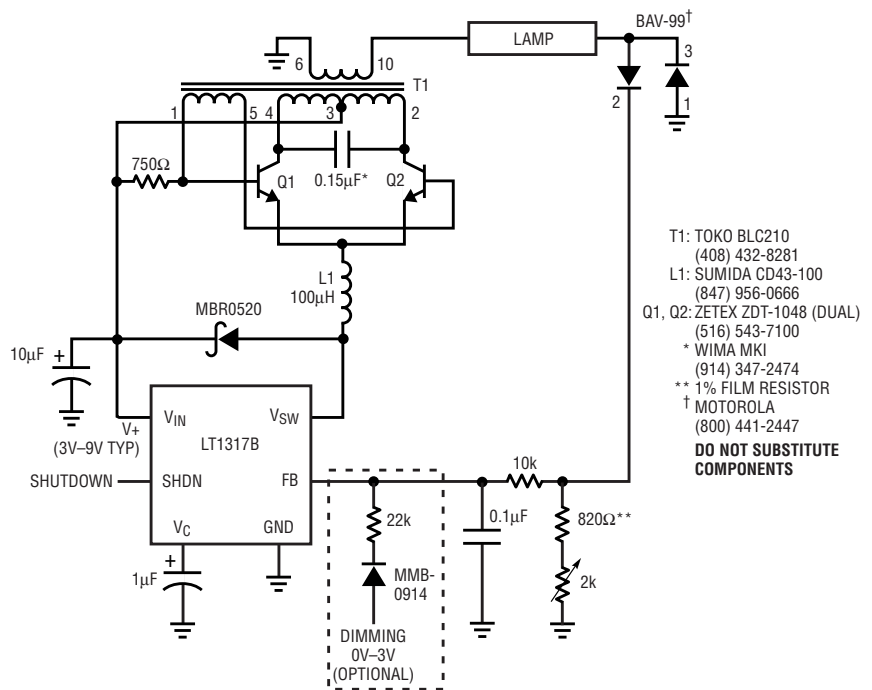 BAV-99†
LAMP
6
10
3
T1
1
5
4
3
2
2
1
750Ω
Q1
0.15µF*
Q2
L1
100µH
MBR0520
10µF
+
V+
(3V–9V TYP)
VIN
VSW
LT1317B
SHUTDOWN
SHDN
FB
VC
GND
+
1µF
22k
MMB-
0914
DIMMING
0V–3V
(OPTIONAL)
0.1µF
10k
820Ω**
2k
T1: TOKO BLC210
(408) 432-8281
L1: SUMIDA CD43-100
(847) 956-0666
Q1, Q2: ZETEX ZDT-1048 (DUAL)
(516) 543-7100
* WIMA MKI
(914) 347-2474
** 1% FILM RESISTOR
† MOTOROLA
(800) 441-2447
DO NOT SUBSTITUTE
COMPONENTS